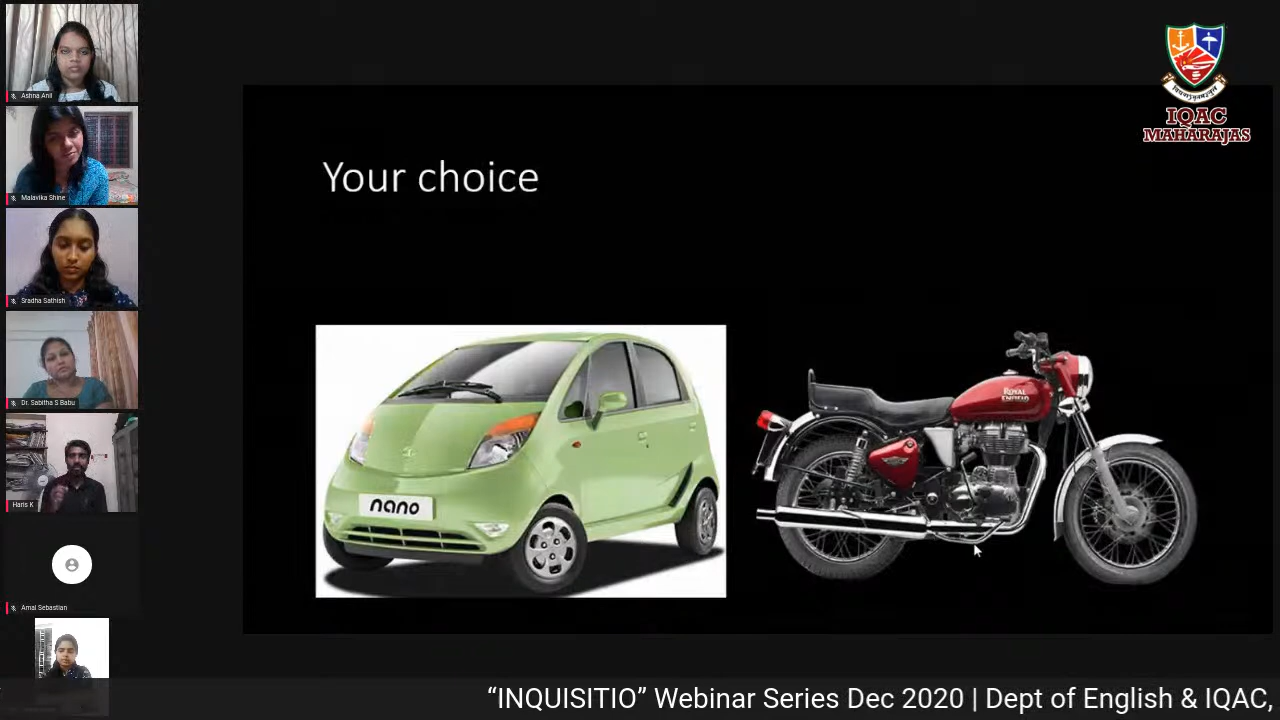 Ashna Anil
Malavika Shine
Sradha Sathish
Dr. Sabitha S Babu
Haris K
Amal Sebastian
IQAC
MAHARAJAS
Your choice
nano
ROYAL
ENFIELD
“INQUISITIO” Webinar Series Dec 2020 | Dept of English & IQAC,